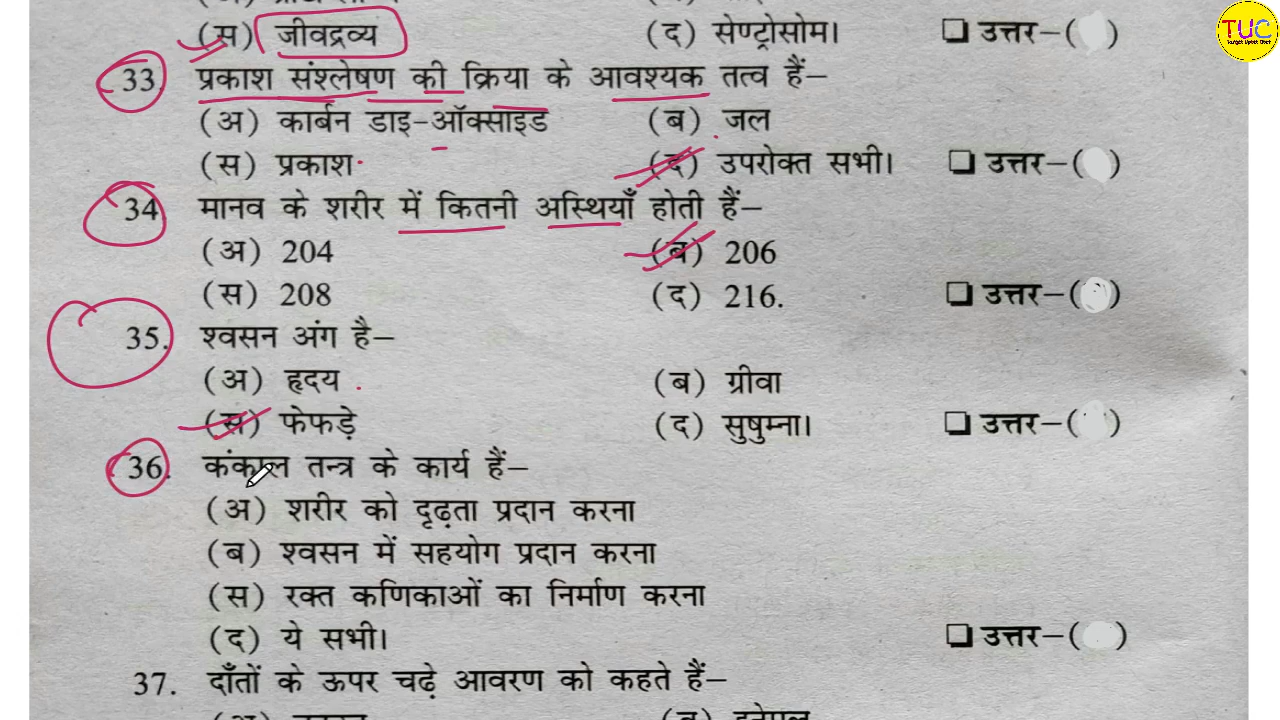 (स) जीवद्रव्य (द) सेण्ट्रोसोम। ❑ उत्तर–( )
TUC
33. प्रकाश संश्लेषण की क्रिया के आवश्यक तत्व हैं–
(अ) कार्बन डाइ-ऑक्साइड (ब) जल
(स) प्रकाश (द) उपरोक्त सभी। ❑ उत्तर–( )
34. मानव के शरीर में कितनी अस्थियाँ होती हैं–
(अ) 204 (ब) 206
(स) 208 (द) 216. ❑ उत्तर–( )
35. श्वसन अंग है–
(अ) हृदय (ब) ग्रीवा
(स) फेफड़े (द) सुषुम्ना। ❑ उत्तर–( )
36. कंकाल तन्त्र के कार्य हैं–
(अ) शरीर को दृढ़ता प्रदान करना
(ब) श्वसन में सहयोग प्रदान करना
(स) रक्त कणिकाओं का निर्माण करना
(द) ये सभी। ❑ उत्तर–( )
37. दाँतों के ऊपर चढ़े आवरण को कहते हैं–